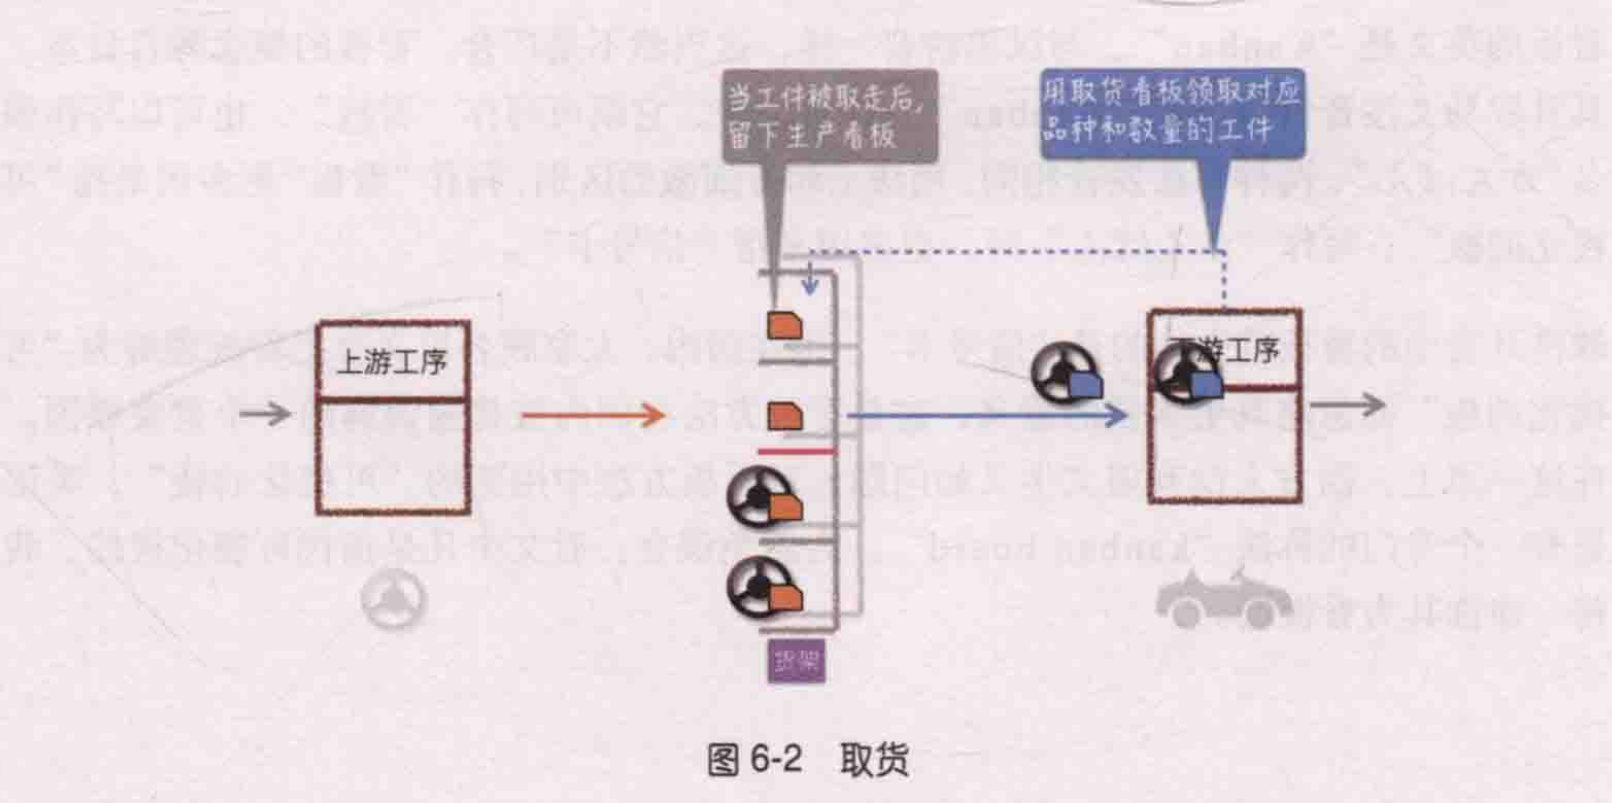 当工件被取走后，
留下生产看板
用取货看板领取对应
品种和数量的工件
上游工序
游工序
货架
图 6-2 取货